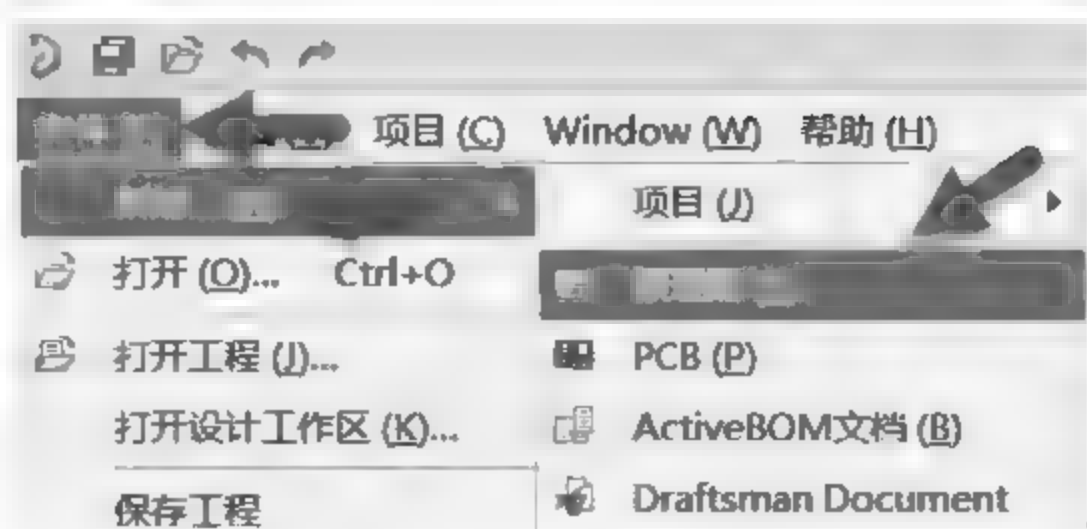 项目 (C) Window (W) 帮助 (H)
项目 (J)
打开 (O)... Ctrl+O
打开工程 (J)... PCB (P)
打开设计工作区 (K)... ActiveBOM文档 (B)
保存工程 Draftsman Document